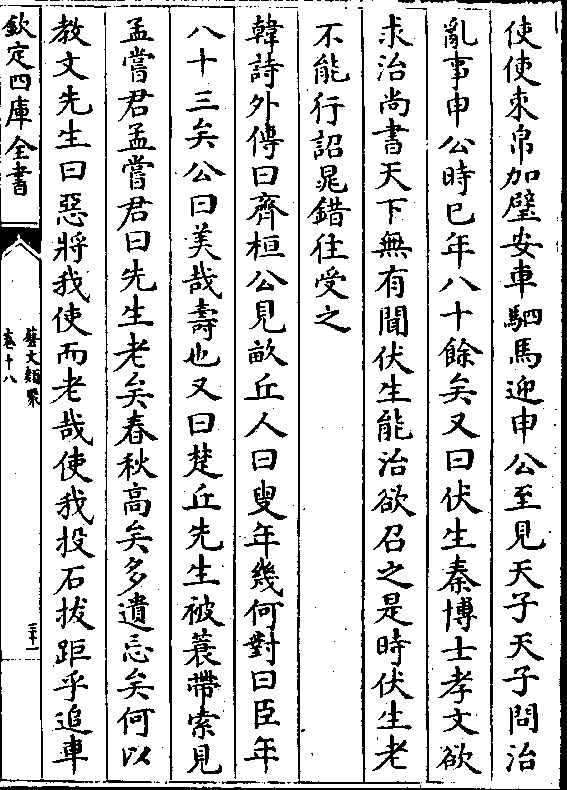 使使束帛加璧安車駟馬迎申公至見天子天子問治
亂事申公時已年八十餘矣又曰伏生秦博士孝文欲
求治尚書天下無有聞伏生能治欲召之是時伏生老
不能行詔晁錯往受之
韓詩外傳曰齊桓公見畝丘人曰叟年幾何對曰臣年
八十三矣公曰美哉壽也又曰楚丘先生被蓑帶索見
孟嘗君孟嘗君曰先生老矣春秋高矣多遺忘矣何以
教文先生曰惡將我使而老哉使我投石拔距乎追車
欽定四庫全書
藝文類聚
卷十八
二十一